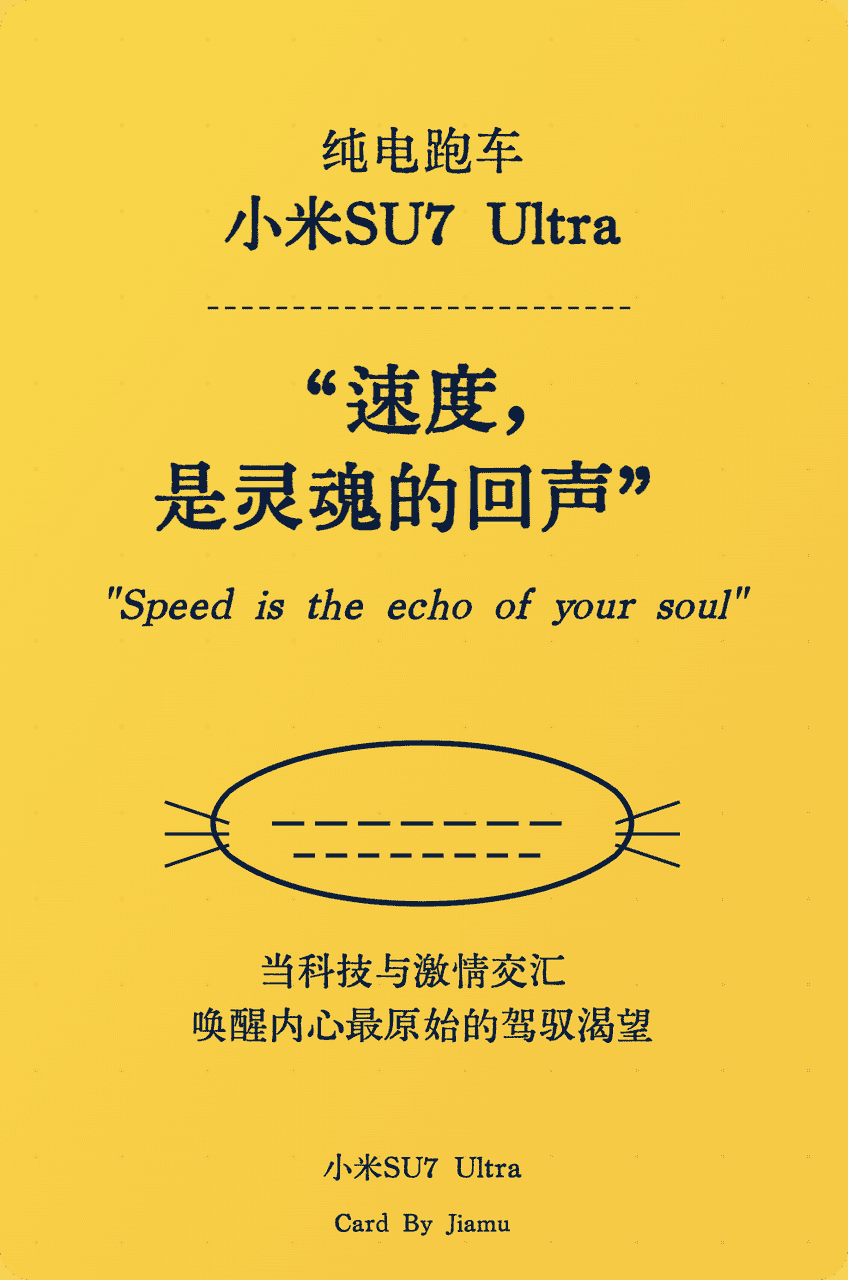 纯电跑车
小米SU7 Ultra
“速度，
是灵魂的回声”
"Speed is the echo of your soul"
当科技与激情交汇
唤醒内心最原始的驾驭渴望
小米SU7 Ultra
Card By Jiamu